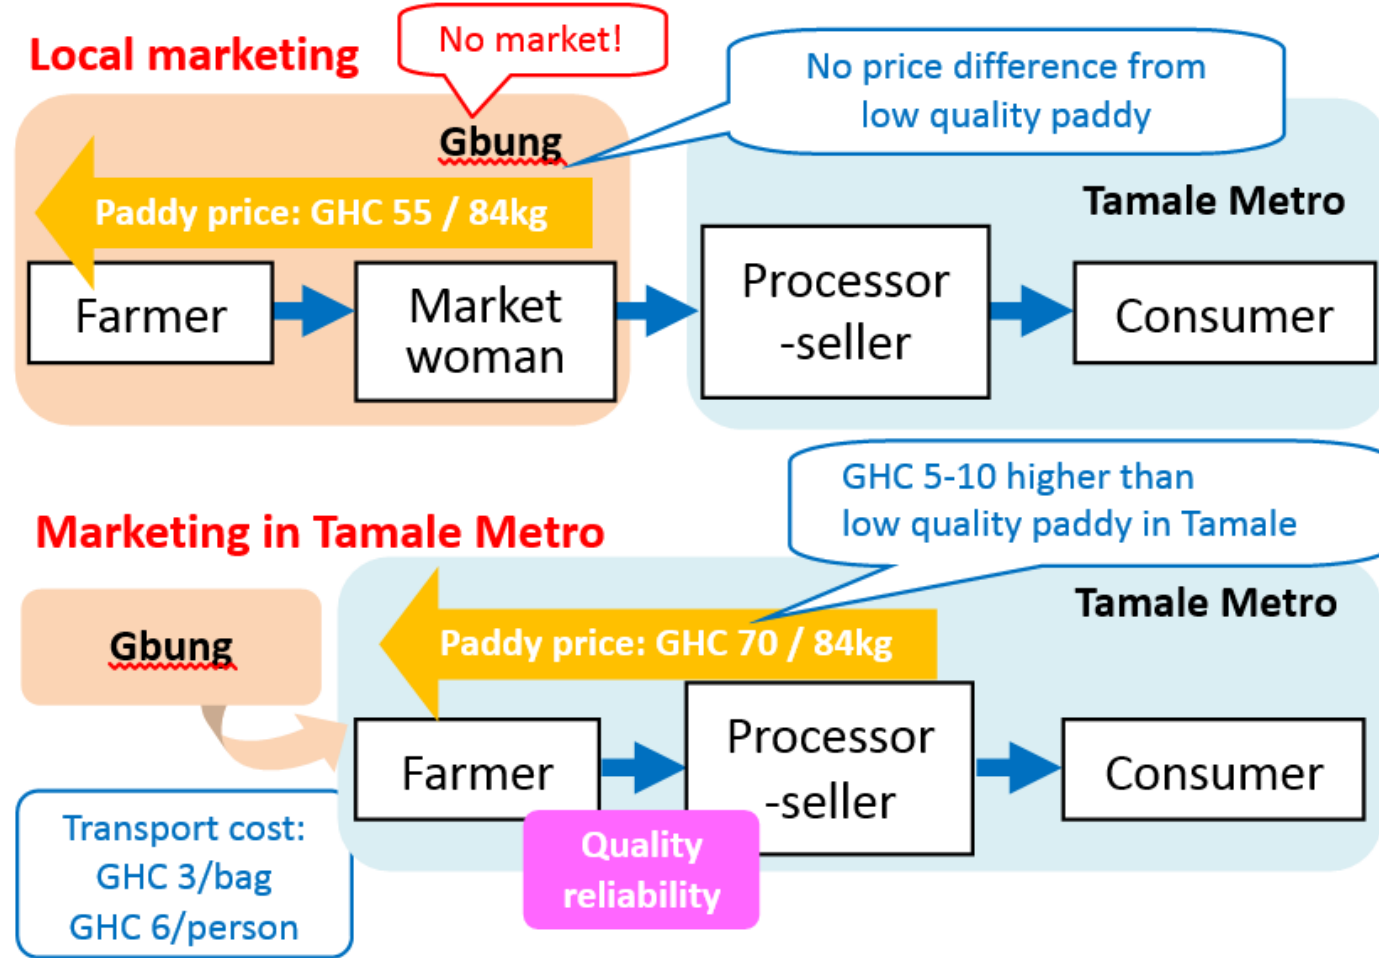 Local marketing
No market!
No price difference from
low quality paddy
Gbung
Tamale Metro
Paddy price: GHC 55 / 84kg
Farmer
Market
woman
Processor
-seller
Consumer
GHC 5-10 higher than
low quality paddy in Tamale
Marketing in Tamale Metro
Tamale Metro
Gbung
Paddy price: GHC 70 / 84kg
Farmer
Processor
-seller
Consumer
Quality
reliability
Transport cost:
GHC 3/bag
GHC 6/person